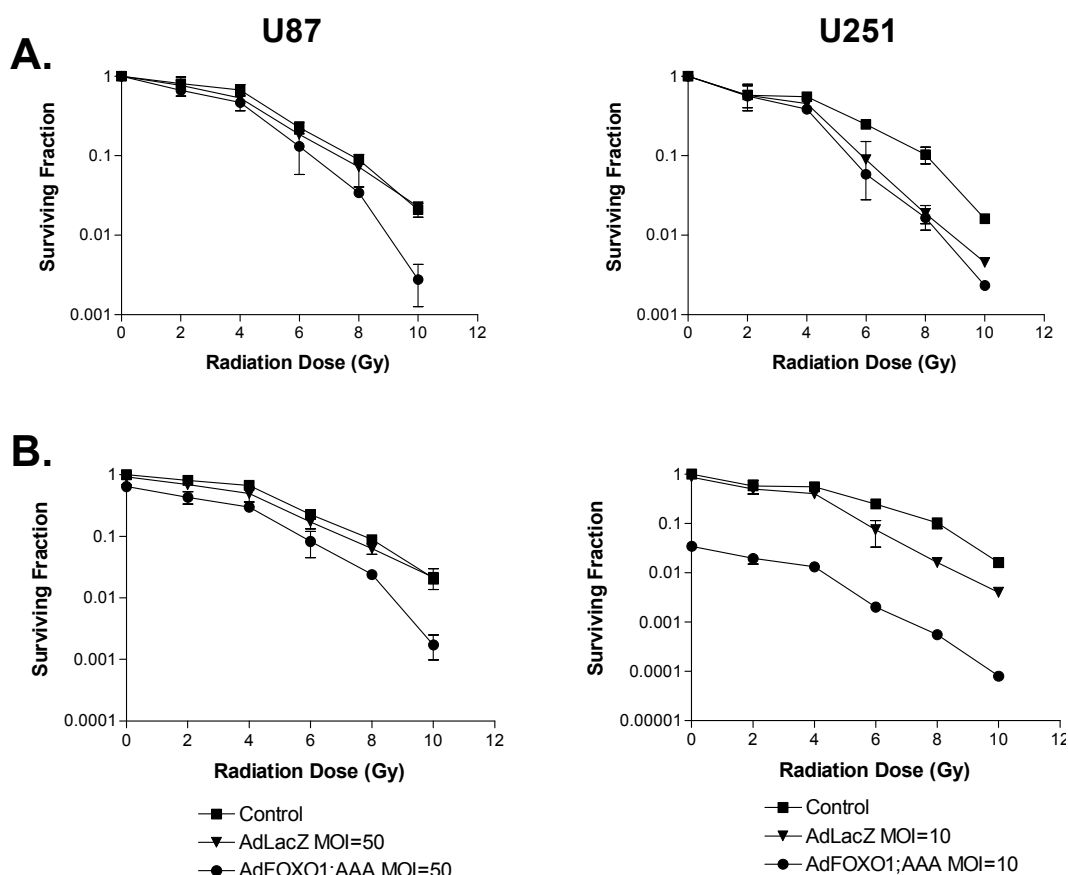 U87
U251
A.
1
0.1
0.01
0.001
Surviving Fraction
0 2 4 6 8 10 12
Radiation Dose (Gy)
1
0.1
0.01
0.001
Surviving Fraction
0 2 4 6 8 10 12
Radiation Dose (Gy)
B.
1
0.1
0.01
0.001
0.0001
Surviving Fraction
0 2 4 6 8 10 12
Radiation Dose (Gy)
Control
AdLacZ MOI=50
AdFOXO1;AAA MOI=50
1
0.1
0.01
0.001
0.0001
0.00001
Surviving Fraction
0 2 4 6 8 10 12
Radiation Dose (Gy)
Control
AdLacZ MOI=10
AdFOXO1;AAA MOI=10